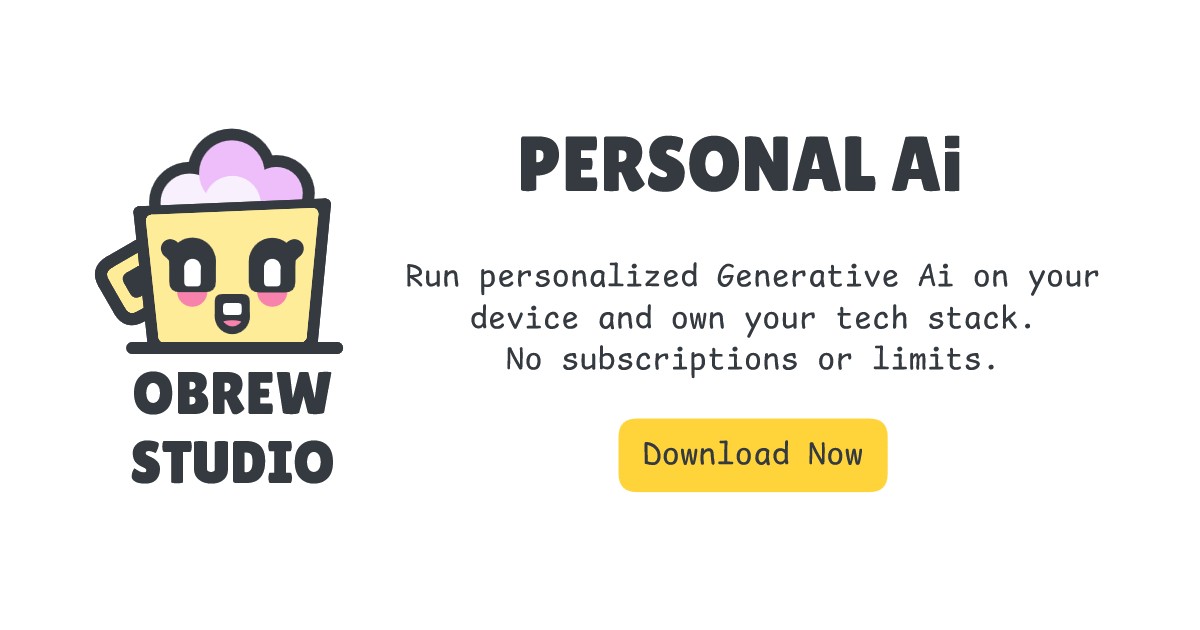 OBREW
STUDIO
PERSONAL Ai
Run personalized Generative Ai on your
device and own your tech stack.
No subscriptions or limits.
Download Now